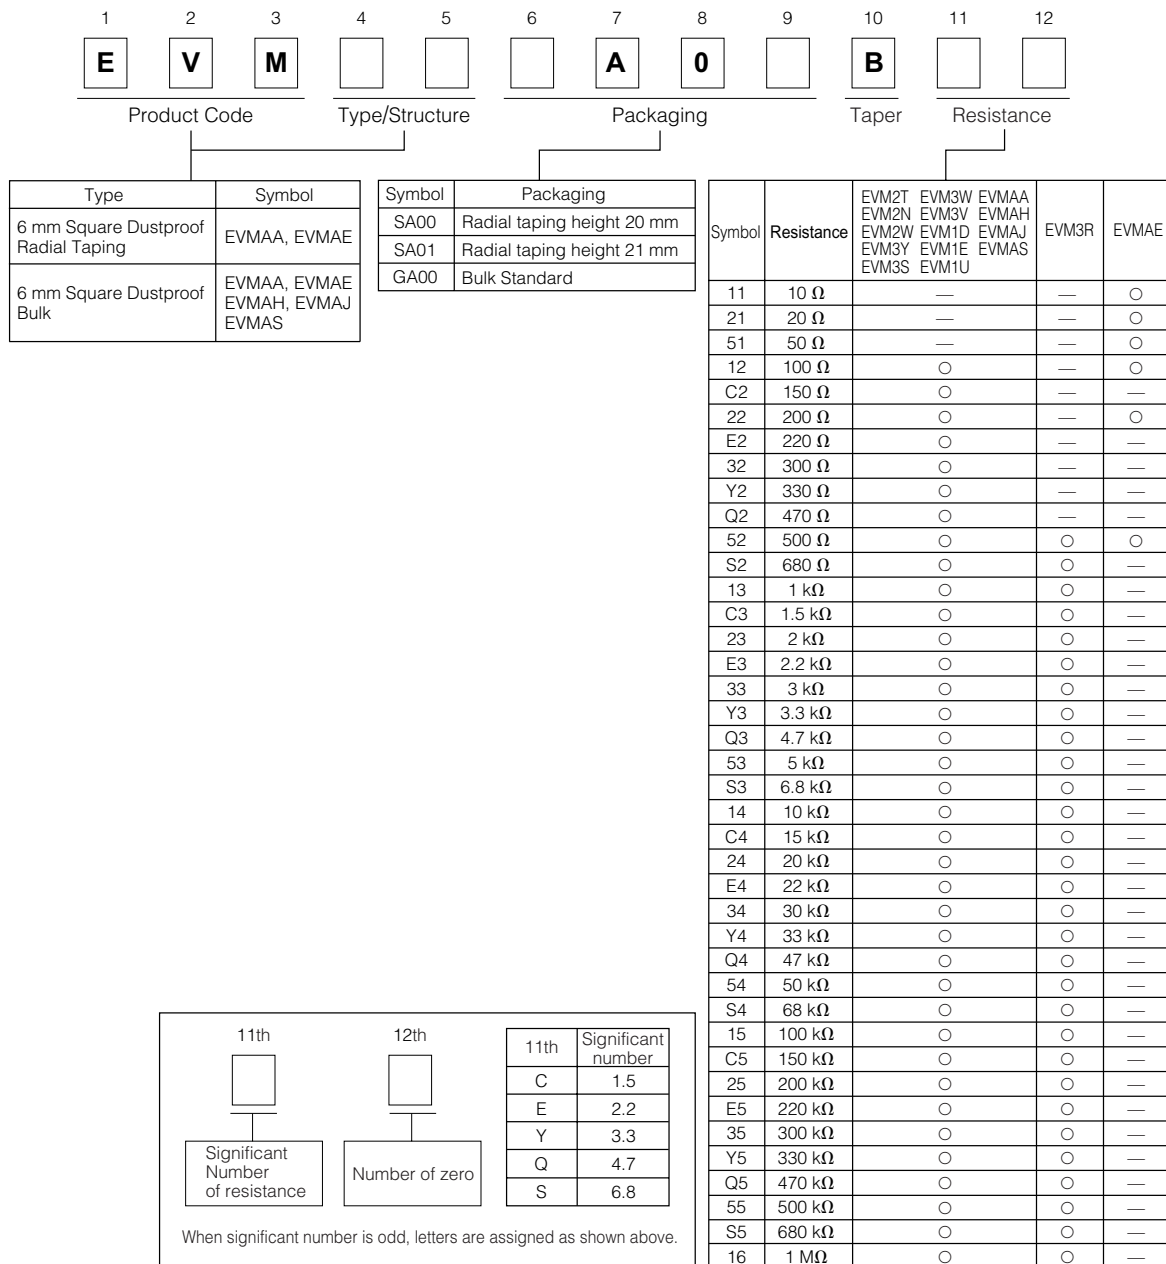 1 2 3 4 5 6 7 8 9 10 11 12
E V M A 0 B
Product Code Type/Structure Packaging Taper Resistance
Type Symbol
6 mm Square Dustproof
Radial Taping
EVMAA, EVMAE
6 mm Square Dustproof
Bulk
EVMAA, EVMAE
EVMAH, EVMAJ
EVMAS
Symbol Packaging
SA00 Radial taping height 20 mm
SA01 Radial taping height 21 mm
GA00 Bulk Standard
Symbol Resistance
EVM2T EVM3W EVMAA
EVM2N EVM3V EVMAH
EVM2W EVM1D EVMAJ
EVM3Y EVM1E EVMAS
EVM3S EVM1U
EVM3R EVMAE
11 10 Ω — — ○
21 20 Ω — — ○
51 50 Ω — — ○
12 100 Ω ○ — ○
C2 150 Ω ○ — —
22 200 Ω ○ — ○
E2 220 Ω ○ — —
32 300 Ω ○ — —
Y2 330 Ω ○ — —
Q2 470 Ω ○ — —
52 500 Ω ○ ○ ○
S2 680 Ω ○ ○ —
13 1 kΩ ○ ○ —
C3 1.5 kΩ ○ ○ —
23 2 kΩ ○ ○ —
E3 2.2 kΩ ○ ○ —
33 3 kΩ ○ ○ —
Y3 3.3 kΩ ○ ○ —
Q3 4.7 kΩ ○ ○ —
53 5 kΩ ○ ○ —
S3 6.8 kΩ ○ ○ —
14 10 kΩ ○ ○ —
C4 15 kΩ ○ ○ —
24 20 kΩ ○ ○ —
E4 22 kΩ ○ ○ —
34 30 kΩ ○ ○ —
Y4 33 kΩ ○ ○ —
Q4 47 kΩ ○ ○ —
54 50 kΩ ○ ○ —
S4 68 kΩ ○ ○ —
15 100 kΩ ○ ○ —
C5 150 kΩ ○ ○ —
25 200 kΩ ○ ○ —
E5 220 kΩ ○ ○ —
35 300 kΩ ○ ○ —
Y5 330 kΩ ○ ○ —
Q5 470 kΩ ○ ○ —
55 500 kΩ ○ ○ —
S5 680 kΩ ○ ○ —
16 1 MΩ ○ ○ —
11th 12th
Significant
Number
of resistance
Number of zero
11th Significant
number
C 1.5
E 2.2
Y 3.3
Q 4.7
S 6.8
When significant number is odd, letters are assigned as shown above.